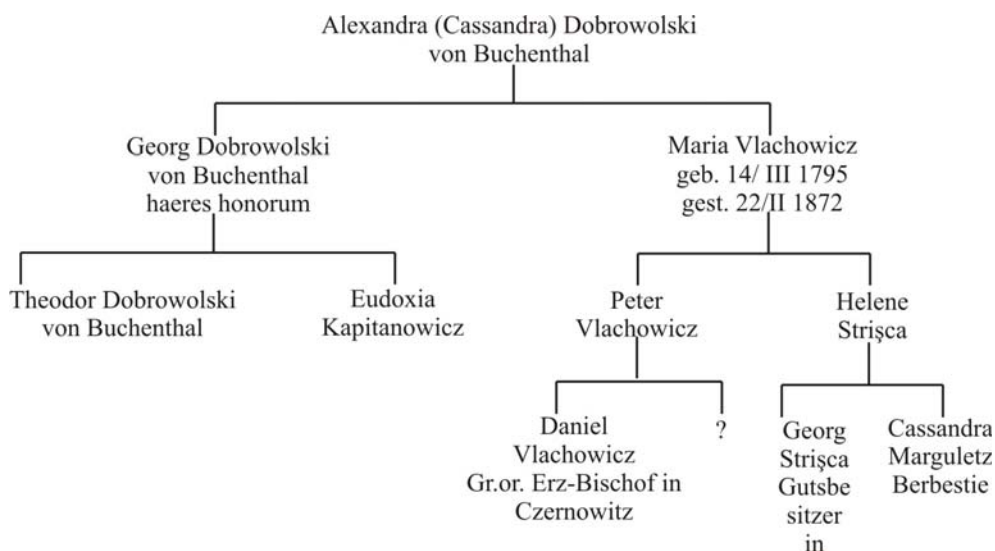 Alexandra (Cassandra) Dobrowolski
von Buchenthal
Georg Dobrowolski
von Buchenthal
haeres honorum
Maria Vlachowicz
geb. 14/ III 1795
gest. 22/II 1872
Theodor Dobrowolski
von Buchenthal
Eudoxia
Kapitanowicz
Peter
Vlachowicz
Helene
Strişca
Daniel
Vlachowicz
Gr.or. Erz-Bischof in
Czernowitz
?
Georg
Strişca
Gutsbe
sitzer
in
Cassandra
Marguletz
Berbestie